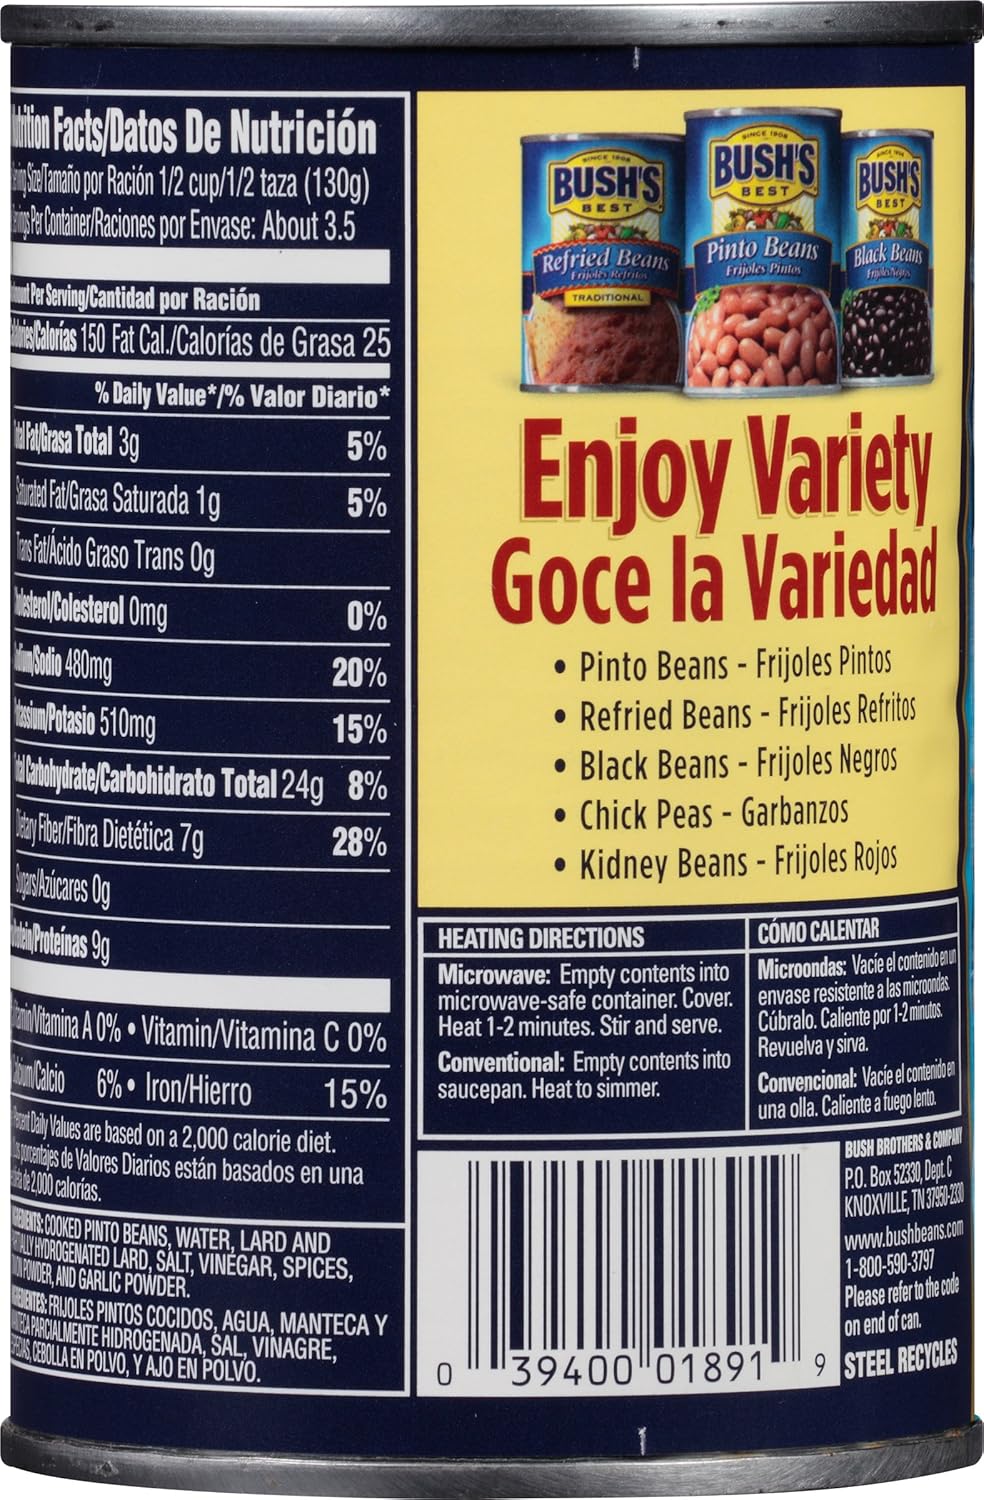 Nutrition Facts/Datos De Nutrición
Serving Size/Tamaño por Ración 1/2 cup/1/2 taza (130g)
Servings Per Container/Raciones por Envase: About 3.5
Amount Per Serving/Cantidad por Ración
Calories/Calorías 150 Fat Cal./Calorías de Grasa 25
% Daily Value*/% Valor Diario*
Total Fat/Grasa Total 3g 5%
Saturated Fat/Grasa Saturada 1g 5%
Trans Fat/Ácido Graso Trans 0g
Cholesterol/Colesterol 0mg 0%
Sodium/Sodio 480mg 20%
Potassium/Potasio 510mg 15%
Total Carbohydrate/Carbohidrato Total 24g 8%
Dietary Fiber/Fibra Dietética 7g 28%
Sugars/Azúcares 0g
Protein/Proteínas 9g
Vitamin/Vitamina A 0% • Vitamin/Vitamina C 0%
Calcium/Calcio 6% • Iron/Hierro 15%
Percent Daily Values are based on a 2,000 calorie diet.
Los porcentajes de Valores Diarios están basados en una
dieta de 2,000 calorías.
INGREDIENTS: COOKED PINTO BEANS, WATER, LARD AND
PARTIALLY HYDROGENATED LARD, SALT, VINEGAR, SPICES,
ONION POWDER, AND GARLIC POWDER.
INGREDIENTES: FRIJOLES PINTOS COCIDOS, AGUA, MANTECA Y
MANTECA PARCIALMENTE HIDROGENADA, SAL, VINAGRE,
ESPECIAS, CEBOLLA EN POLVO, Y AJO EN POLVO.
SINCE 1908
BUSH'S
BEST
Refried Beans
Frijoles Refritos
TRADITIONAL
SINCE 1908
BUSH'S
BEST
Pinto Beans
Frijoles Pintos
SINCE 1908
BUSH'S
BEST
Black Beans
Frijoles Negros
Enjoy Variety
Goce la Variedad
• Pinto Beans - Frijoles Pintos
• Refried Beans - Frijoles Refritos
• Black Beans - Frijoles Negros
• Chick Peas - Garbanzos
• Kidney Beans - Frijoles Rojos
HEATING DIRECTIONS
Microwave: Empty contents into
microwave-safe container. Cover.
Heat 1-2 minutes. Stir and serve.
Conventional: Empty contents into
saucepan. Heat to simmer.
CÓMO CALENTAR
Microondas: Vacíe el contenido en un
envase resistente a las microondas.
Cúbralo. Caliente por 1-2 minutos.
Revuelva y sirva.
Convencional: Vacíe el contenido en
una olla. Caliente a fuego lento.
0 39400 01891 9
BUSH BROTHERS & COMPANY
P.O. Box 52330, Dept. C
KNOXVILLE, TN 37950-2330
www.bushbeans.com
1-800-590-3797
Please refer to the code
on end of can.
STEEL RECYCLES